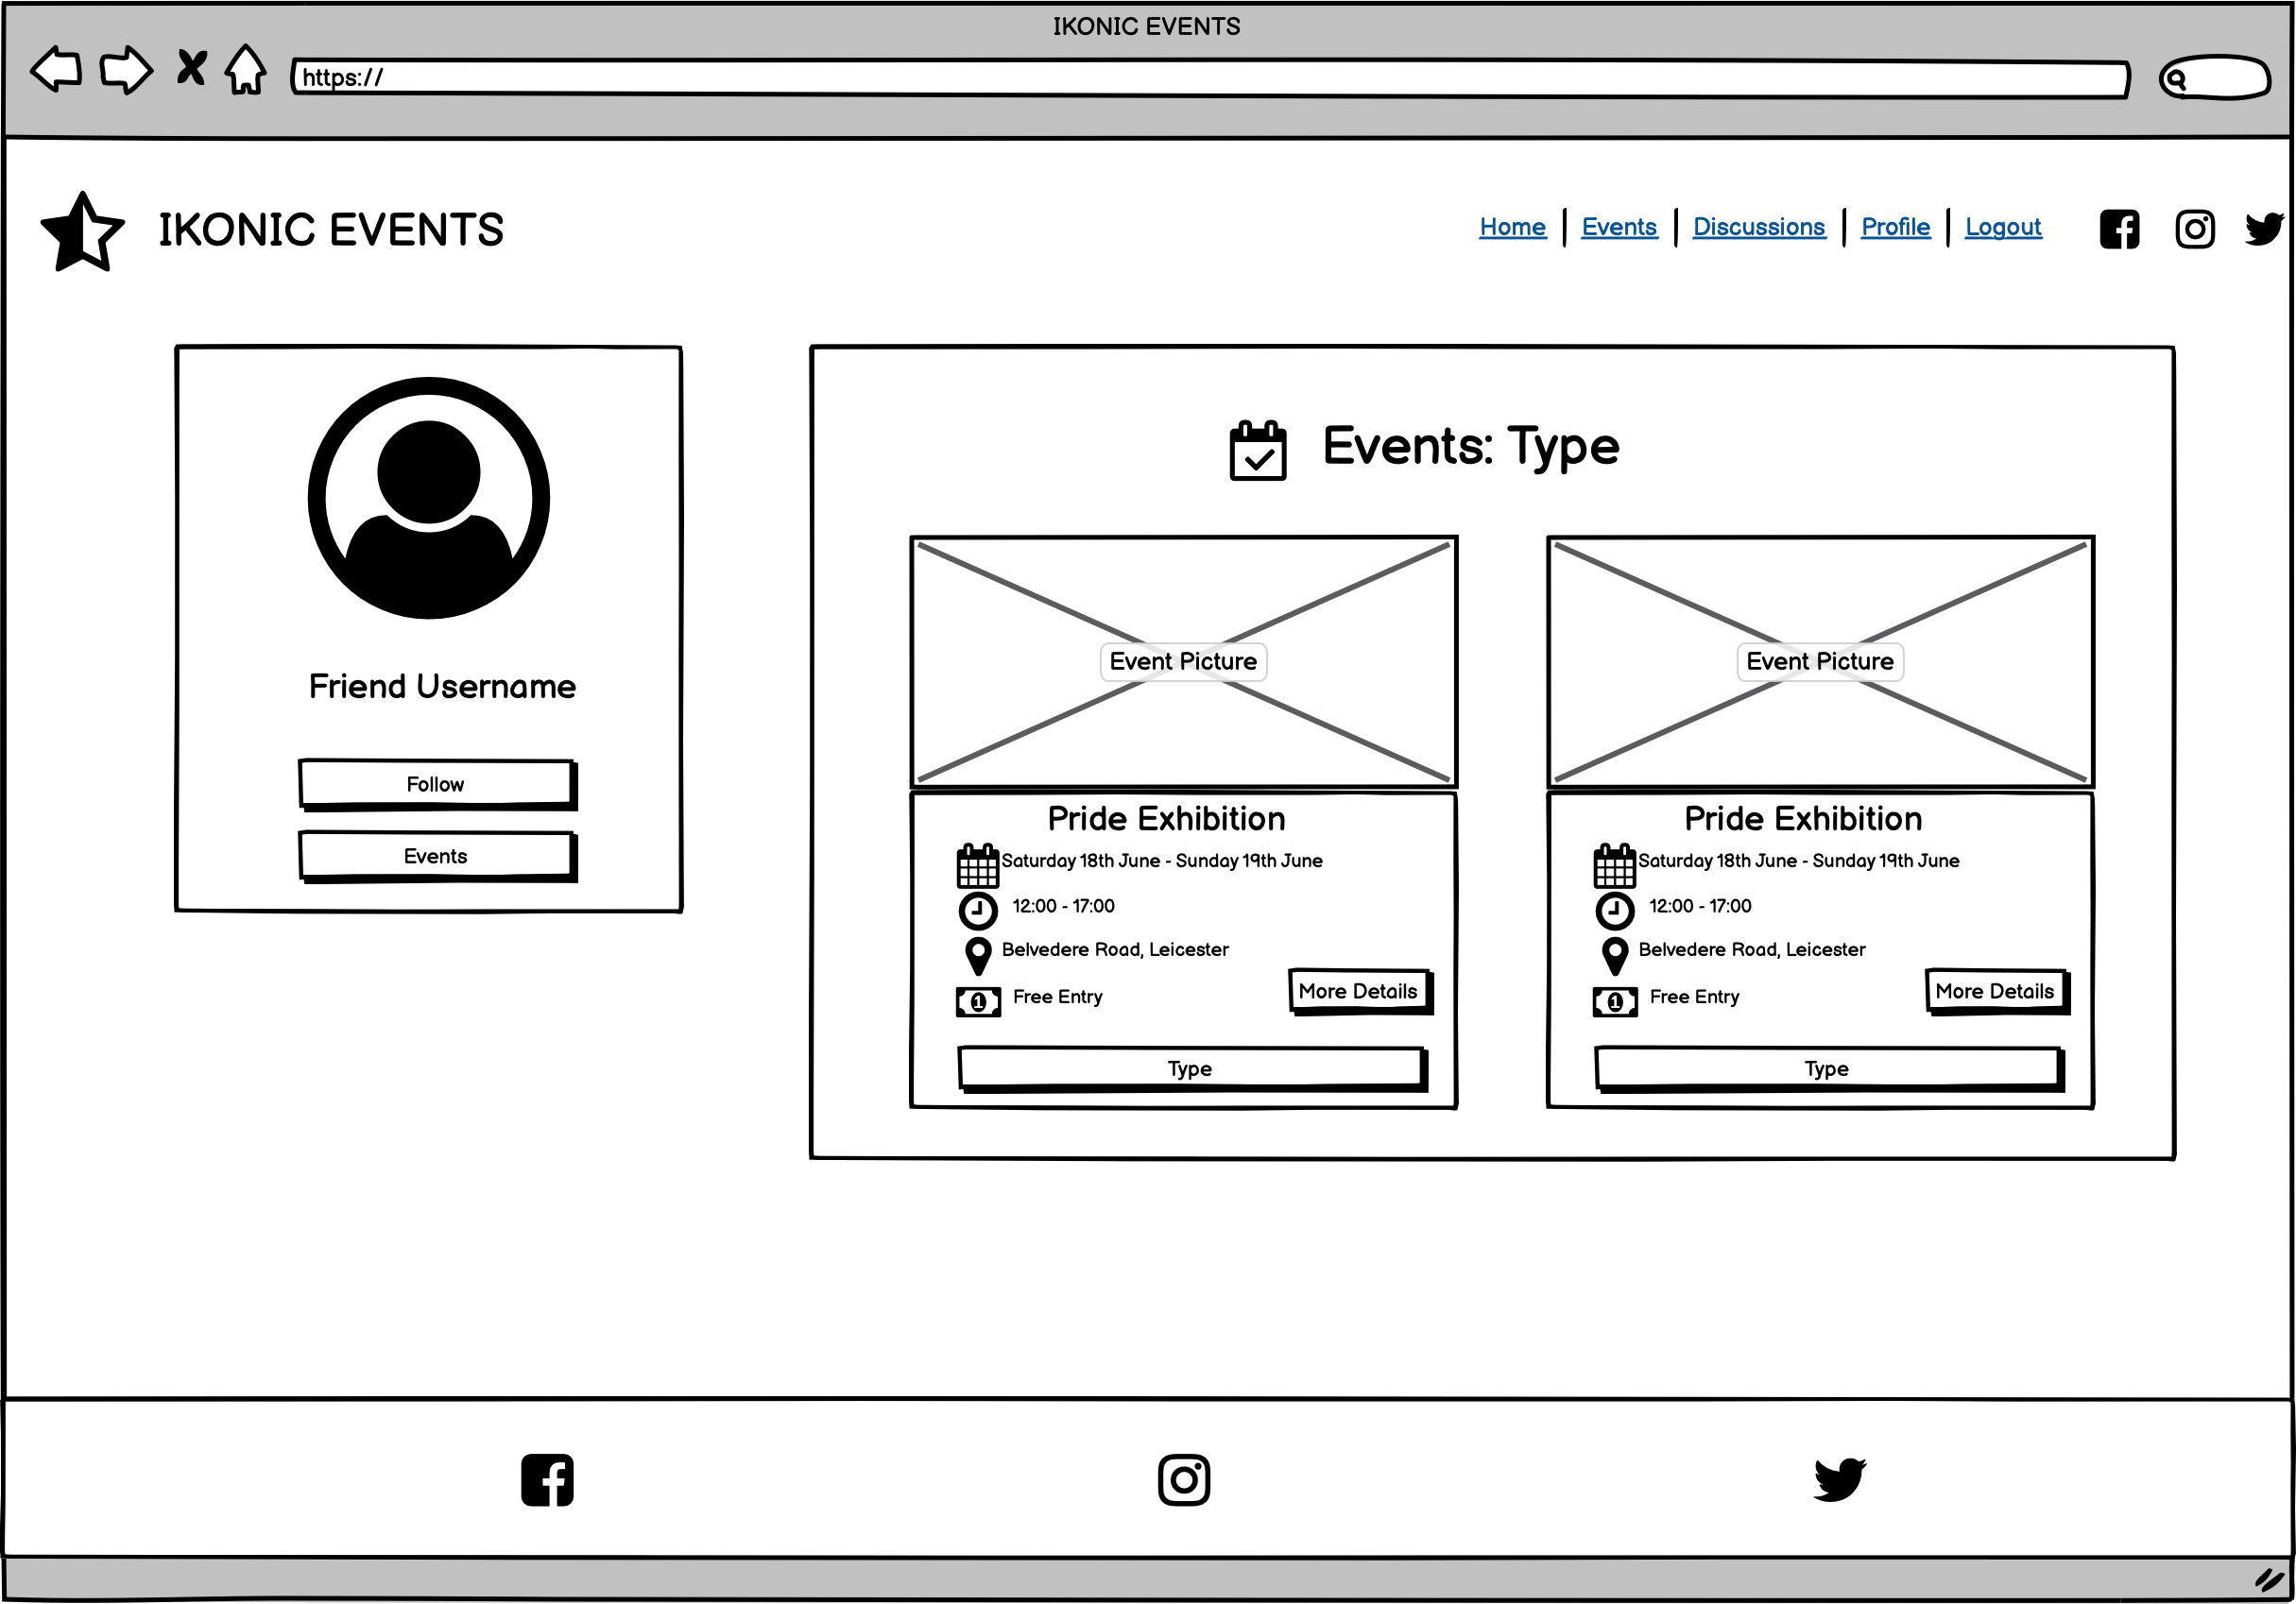 IKONIC EVENTS
https://
IKONIC EVENTS
Home
Events
Discussions
Profile
Logout
Friend Username
Follow
Events
Events: Type
Event Picture
Pride Exhibition
Saturday 18th June - Sunday 19th June
12:00 - 17:00
Belvedere Road, Leicester
Free Entry
More Details
Type
Event Picture
Pride Exhibition
Saturday 18th June - Sunday 19th June
12:00 - 17:00
Belvedere Road, Leicester
Free Entry
More Details
Type